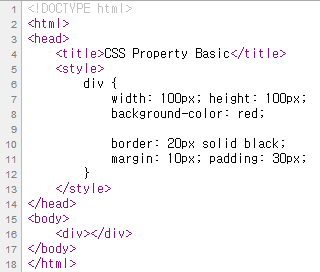 1 <!DOCTYPE html>
2 <html>
3 <head>
4 <title>CSS Property Basic</title>
5 <style>
6 div {
7 width: 100px; height: 100px;
8 background-color: red;
9
10 border: 20px solid black;
11 margin: 10px; padding: 30px;
12 }
13 </style>
14 </head>
15 <body>
16 <div></div>
17 </body>
18 </html>